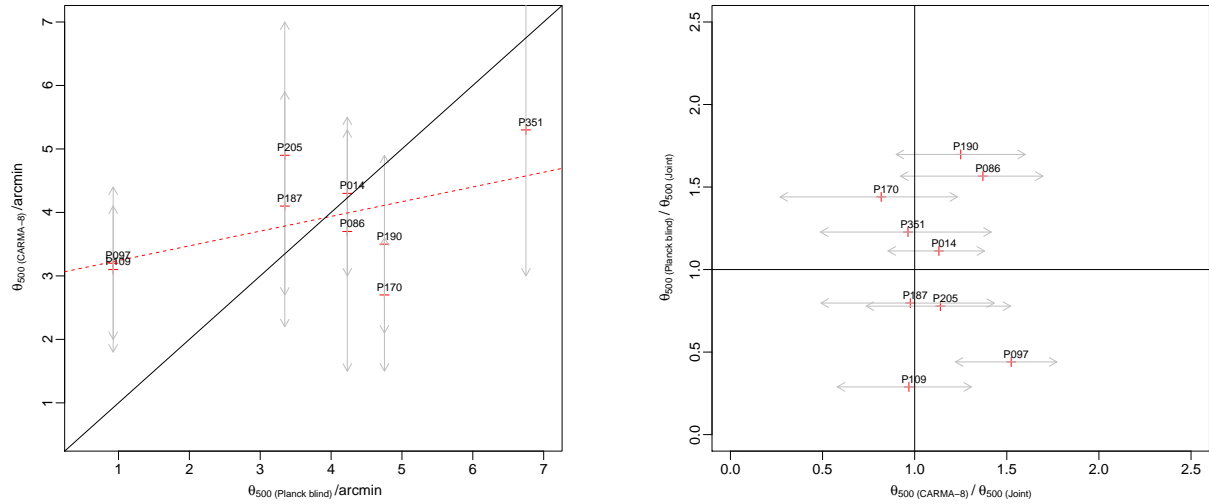 7
6
5
4
3
2
1
θ500 (CARMA−8) /arcmin
P351
P205
P187
P014
P086
P190
P170
P097
P109
1 2 3 4 5 6 7
θ500 (Planck blind) /arcmin
2.5
2.0
1.5
1.0
0.5
0.0
θ500 (Planck blind) / θ500 (Joint)
P190
P086
P170
P351
P014
P187
P205
P097
P109
0.0 0.5 1.0 1.5 2.0 2.5
θ500 (CARMA−8) / θ500 (Joint)